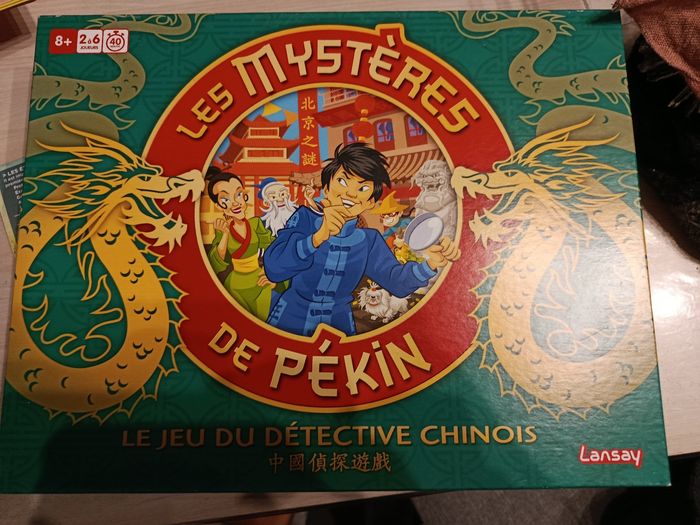 8+
2 à 6
JOUEURS
40
LES MYSTÈRES
北京之謎
DE PÉKIN
LE JEU DU DÉTECTIVE CHINOIS
中國偵探遊戲
Lansay